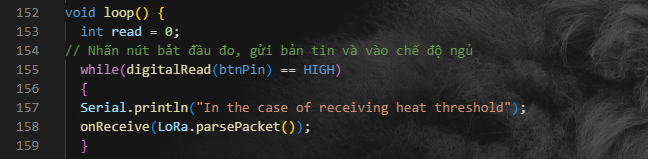 152 void loop() {
153 int read = 0;
154 // Nhấn nút bắt đầu đo, gửi bản tin và vào chế độ ngủ
155 while(digitalRead(btnPin) == HIGH)
156 {
157 Serial.println("In the case of receiving heat threshold");
158 onReceive(LoRa.parsePacket());
159 }